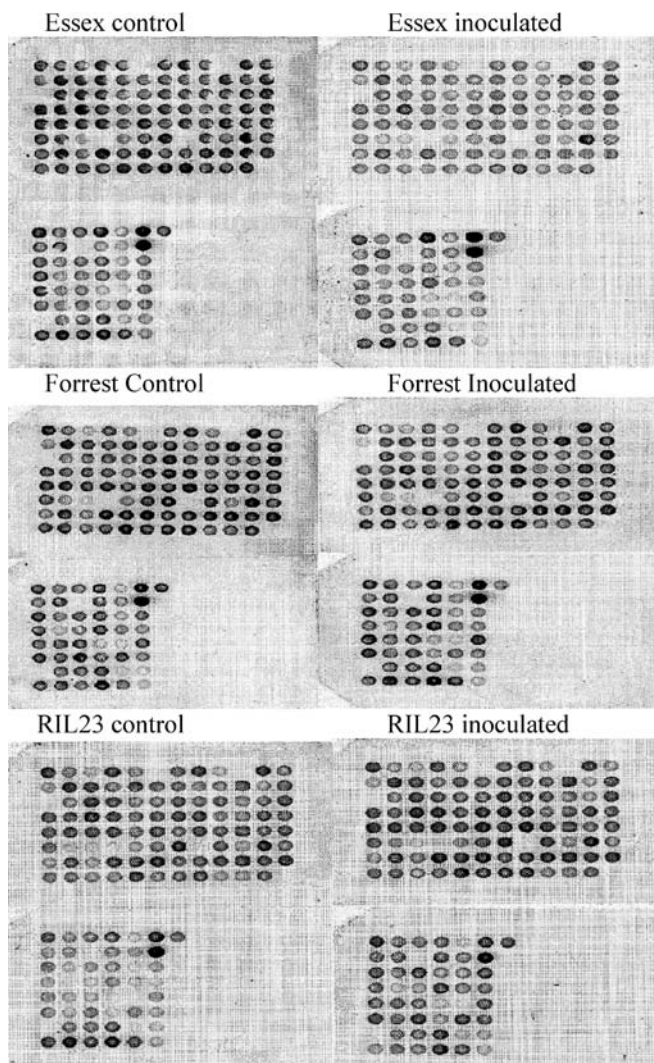 Essex control
Essex inoculated
Forrest Control
Forrest Inoculated
RIL23 control
RIL23 inoculated